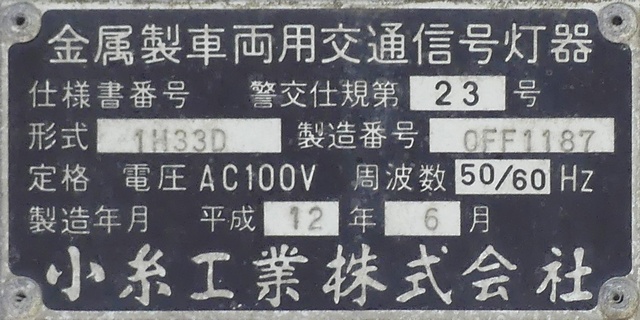 金属製車両用交通信号灯器
仕様書番号 警交仕規第 23 号
形式 1H33D 製造番号 0FF1187
定格 電圧 AC100V 周波数 50/60 Hz
製造年月 平成 12 年 6 月
小糸工業株式会社